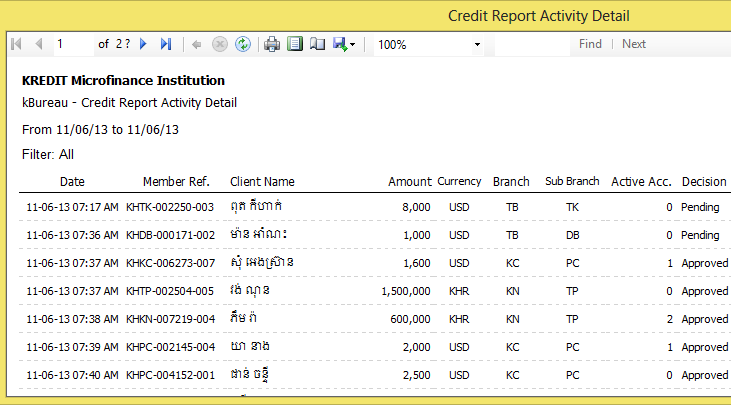 Credit Report Activity Detail
1 of 2 ? 100% Find | Next
KREDIT Microfinance Institution
kBureau - Credit Report Activity Detail
From 11/06/13 to 11/06/13
Filter: All
Date Member Ref. Client Name Amount Currency Branch Sub Branch Active Acc. Decision
11-06-13 07:17 AM KHTK-002250-003 ពុត គឹហាក់ 8,000 USD TB TK 0 Pending
11-06-13 07:36 AM KHDB-000171-002 ម៉ាន អាំណះ 1,000 USD TB DB 0 Pending
11-06-13 07:37 AM KHKC-006273-007 ស៊ុំ អេងស្រ៊ាន 1,600 USD KC PC 1 Approved
11-06-13 07:37 AM KHTP-002504-005 វង់ ណុន 1,500,000 KHR KN TP 0 Approved
11-06-13 07:38 AM KHKN-007219-004 ភឹម រ៉ា 600,000 KHR KN TP 2 Approved
11-06-13 07:39 AM KHPC-002145-004 យា នាង 2,000 USD KC PC 1 Approved
11-06-13 07:40 AM KHPC-004152-001 ផាន់ ចន្ធី 2,500 USD KC PC 0 Approved